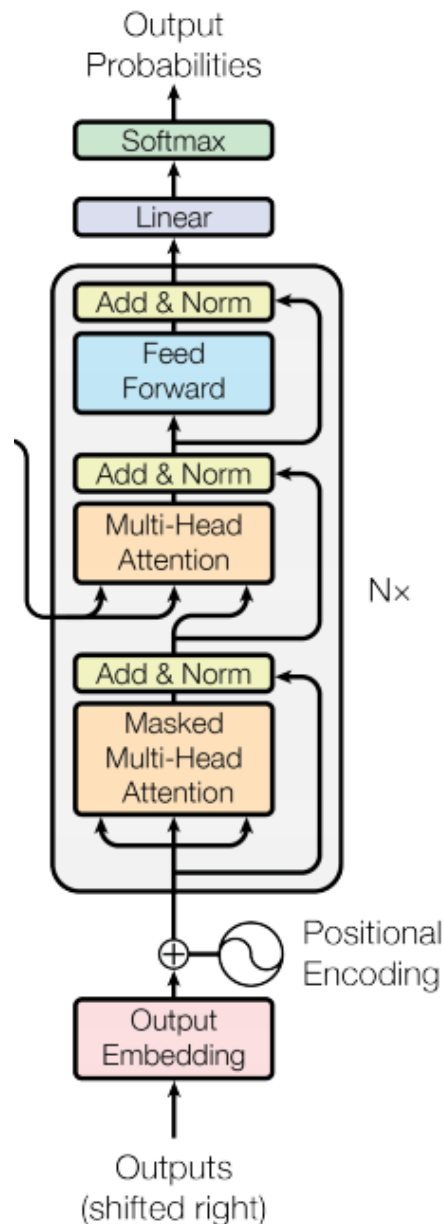 Output
Probabilities
Softmax
Linear
Add & Norm
Feed
Forward
Add & Norm
Multi-Head
Attention
N×
Add & Norm
Masked
Multi-Head
Attention
Positional
Encoding
Output
Embedding
Outputs
(shifted right)